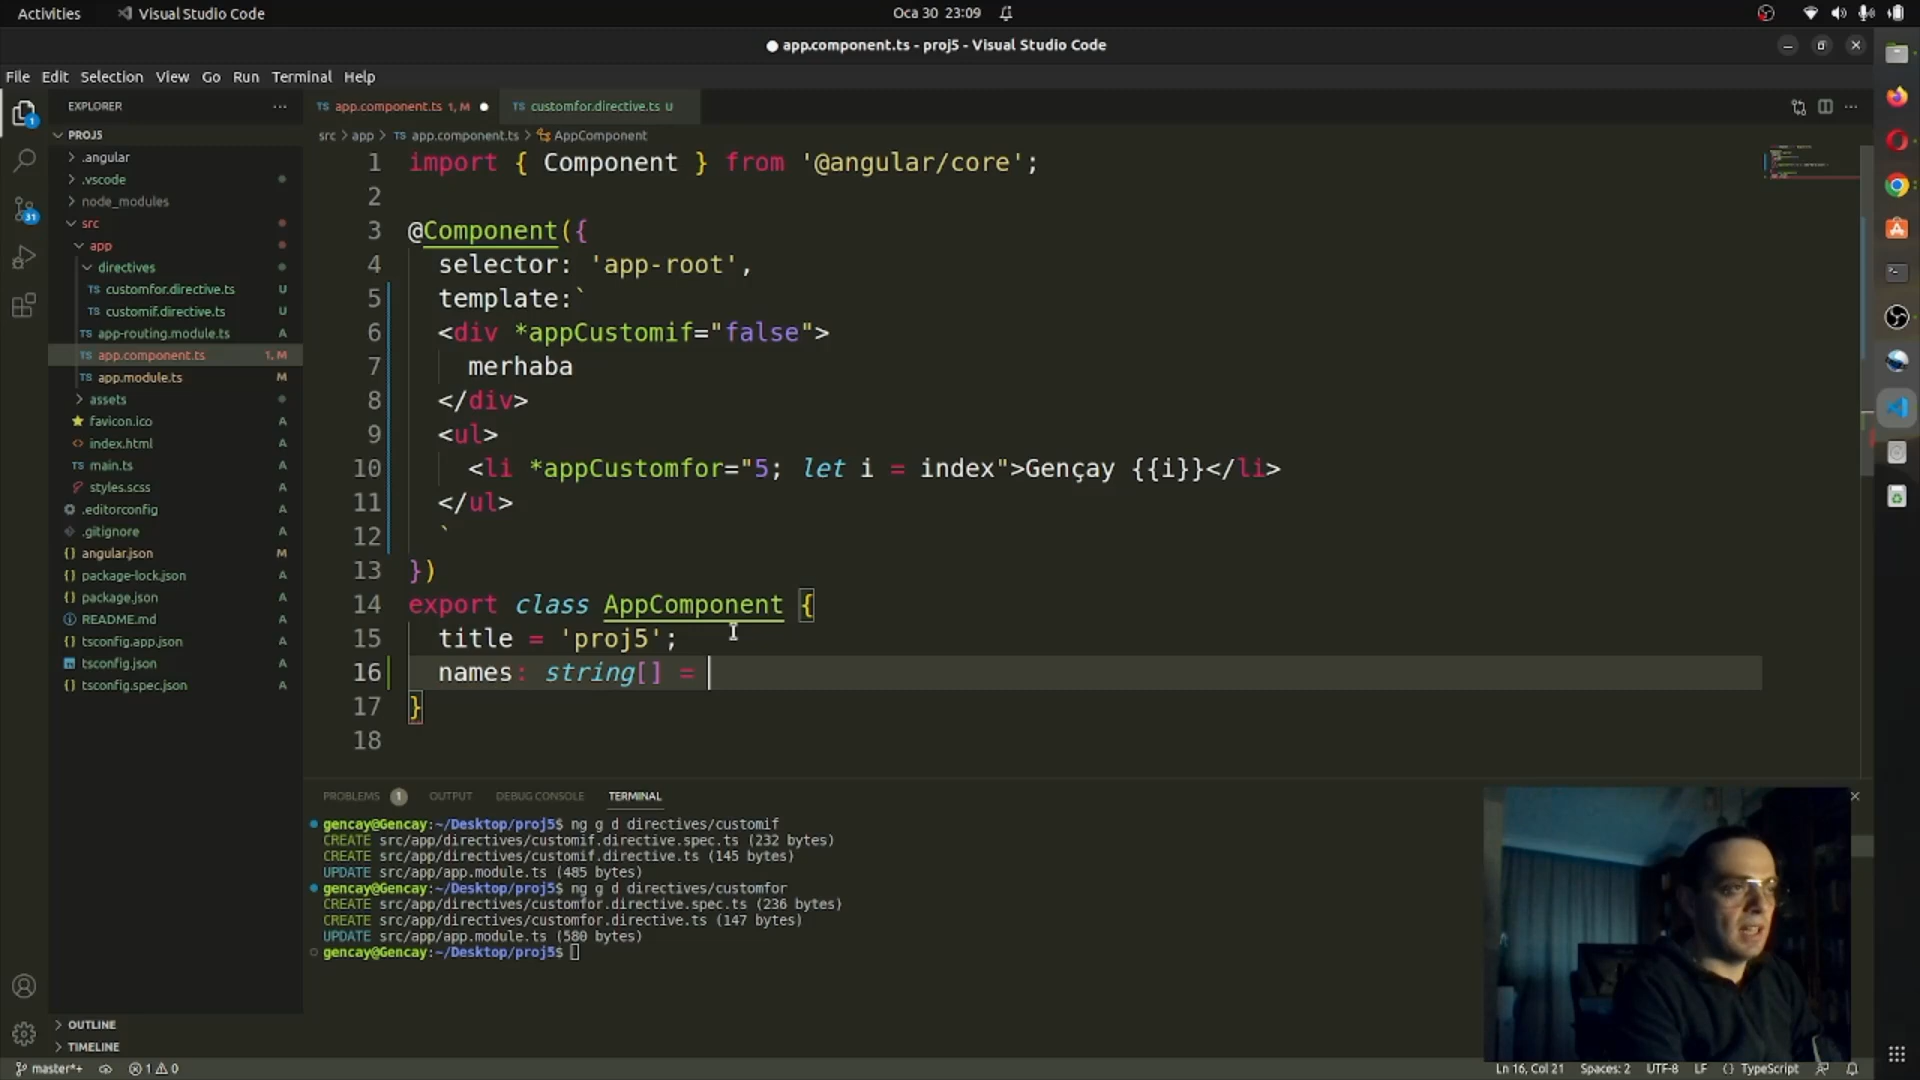 Activities Visual Studio Code Oca 30 23:09
app.component.ts - proj5 - Visual Studio Code
File Edit Selection View Go Run Terminal Help
EXPLORER
TS app.component.ts 1, M
TS customfor.directive.ts U
PROJ5
src > app > TS app.component.ts > AppComponent
.angular
.vscode
node_modules
src
app
directives
TS customfor.directive.ts U
TS customif.directive.ts U
TS app-routing.module.ts A
TS app.component.ts 1, M
TS app.module.ts M
assets
favicon.ico A
index.html A
TS main.ts A
styles.scss A
.editorconfig A
.gitignore A
angular.json M
package-lock.json A
package.json A
README.md A
tsconfig.app.json A
tsconfig.json A
tsconfig.spec.json A
OUTLINE
TIMELINE
1
31
1 import { Component } from '@angular/core';
2
3 @Component({
4 selector: 'app-root',
5 template:`
6 <div *appCustomif="false">
7 merhaba
8 </div>
9 <ul>
10 <li *appCustomfor="5; let i = index">Gençay {{i}}</li>
11 </ul>
12 `
13 })
14 export class AppComponent {
15 title = 'proj5';
16 names: string[] =
17 }
18
PROBLEMS 1 OUTPUT DEBUG CONSOLE TERMINAL
gencay@Gencay:~/Desktop/proj5$ ng g d directives/customif
CREATE src/app/directives/customif.directive.spec.ts (232 bytes)
CREATE src/app/directives/customif.directive.ts (145 bytes)
UPDATE src/app/app.module.ts (485 bytes)
gencay@Gencay:~/Desktop/proj5$ ng g d directives/customfor
CREATE src/app/directives/customfor.directive.spec.ts (236 bytes)
CREATE src/app/directives/customfor.directive.ts (147 bytes)
UPDATE src/app/app.module.ts (580 bytes)
gencay@Gencay:~/Desktop/proj5$
master*+ 1 0 Ln 16, Col 21 Spaces: 2 UTF-8 LF {} TypeScript